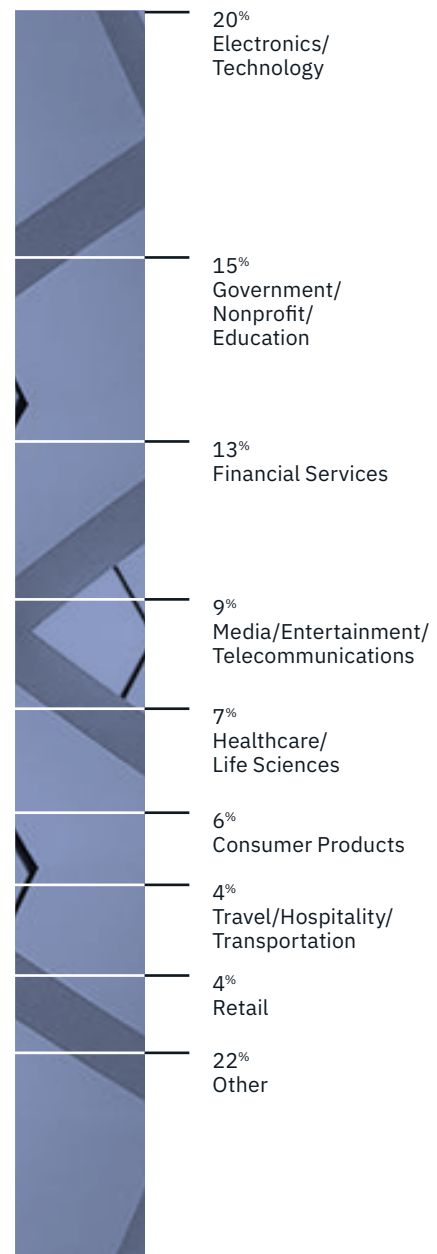 20%
Electronics/
Technology
15%
Government/
Nonprofit/
Education
13%
Financial Services
9%
Media/Entertainment/
Telecommunications
7%
Healthcare/
Life Sciences
6%
Consumer Products
4%
Travel/Hospitality/
Transportation
4%
Retail
22%
Other